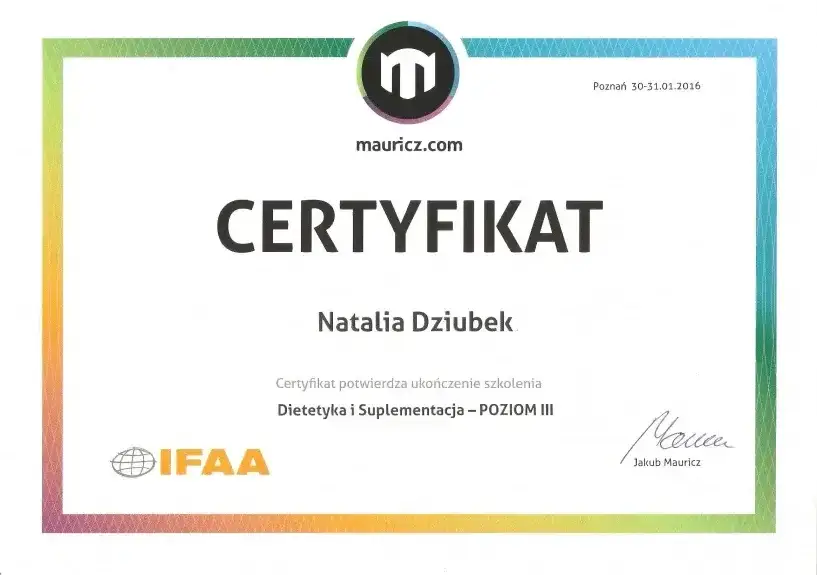 Poznań 30-31.01.2016
mauricz.com
CERTYFIKAT
Natalia Dziubek
Certyfikat potwierdza ukończenie szkolenia
Dietetyka i Suplementacja – POZIOM III
IFAA
Jakub Mauricz